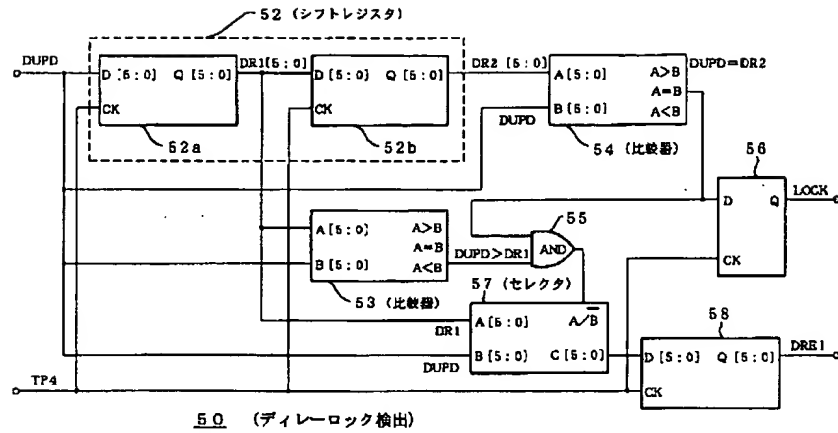 52 (シフトレジスタ)
DUPD
D [5:0] Q [5:0]
CK
52a
DR1[5:0]
D [5:0] Q [5:0]
CK
52b
DR2 [5:0]
A [5:0] A>B
A=B
B [5:0] A<B
DUPD=DR2
DUPD
54 (比較器)
56
D Q
CK
LOCK
A [5:0] A>B
A=B
B [5:0] A<B
53 (比較器)
DUPD>DR1
55
AND
57 (セレクタ)
DR1
A [5:0] A/B̅
B [5:0] C [5:0]
DUPD
58
D [5:0] Q [5:0]
CK
DRE1
TP4
50 (ディレーロック検出)